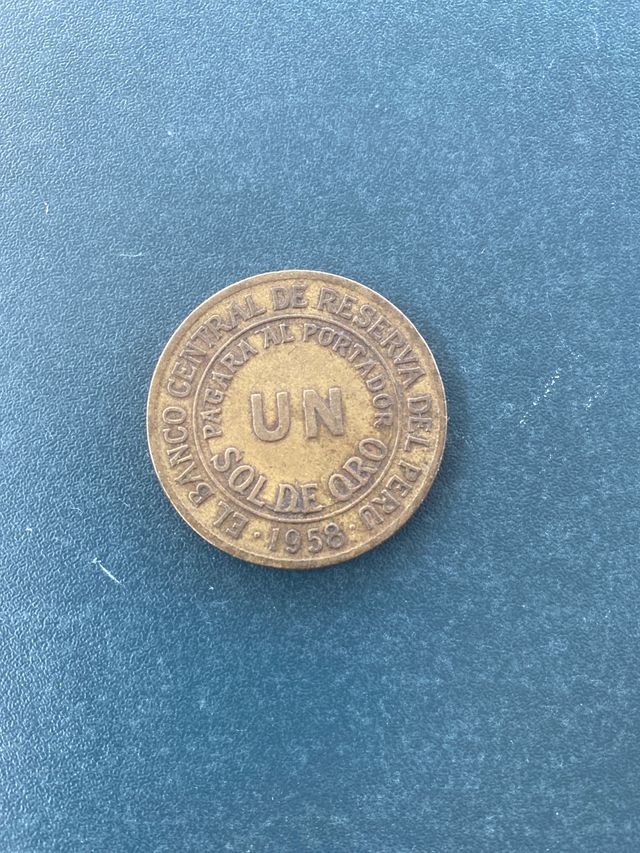 EL BANCO CENTRAL DE RESERVA DEL PERU
PAGARA AL PORTADOR
UN
SOL DE ORO
· 1958 ·